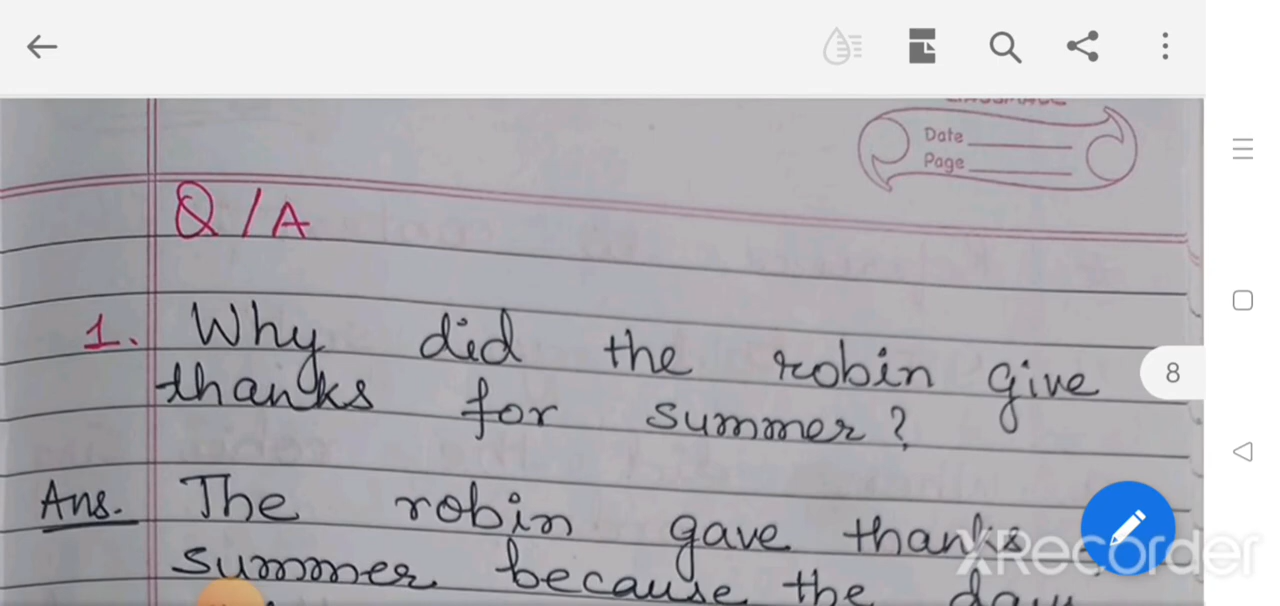 Date
Page
Q/A
1. Why did the robin give
8
thanks for summer?
Ans. The robin gave thanks
XRecorder
summer because the